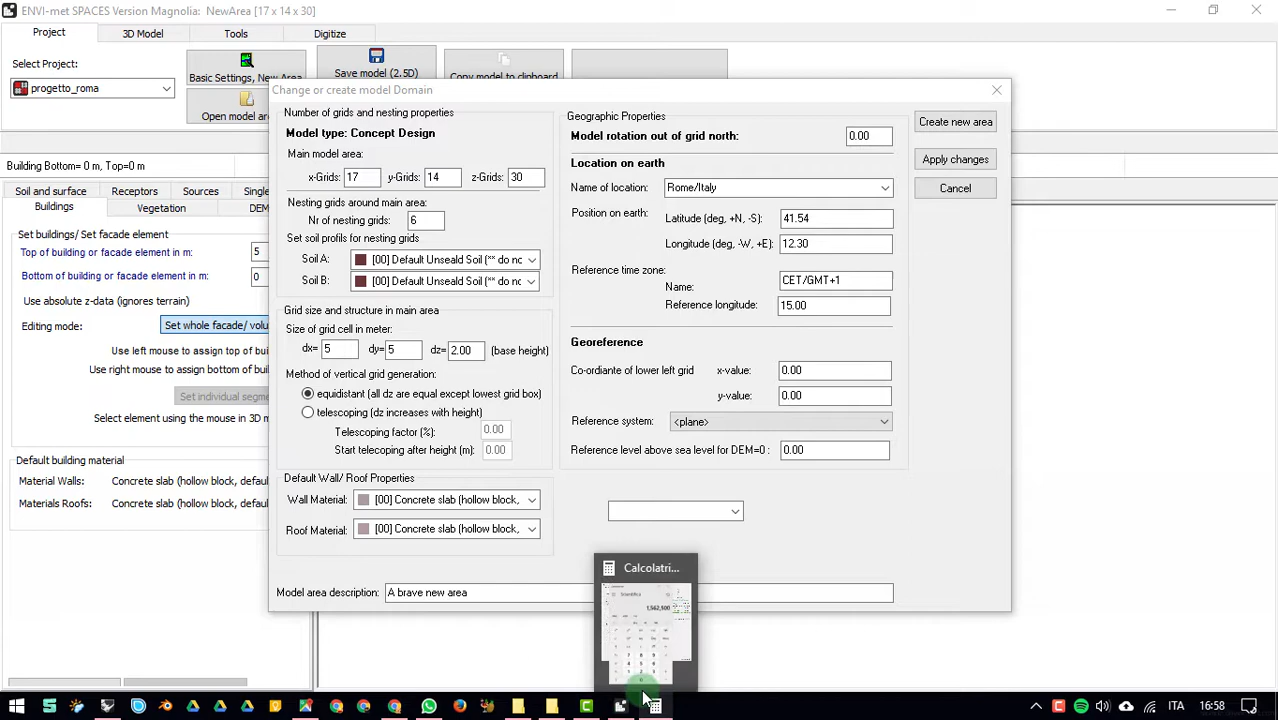 ENVI-met SPACES Version Magnolia: NewArea [17 x 14 x 30]
Project
3D Model
Tools
Digitize
Select Project:
progetto_roma
Basic Settings, New Area
Save model (2.5D)
Copy model to clipboard
Open model are
Change or create model Domain
Building Bottom= 0 m, Top=0 m
Soil and surface
Receptors
Sources
Single
Buildings
Vegetation
DEM
Set buildings/ Set facade element
Top of building or facade element in m:
5
Bottom of building or facade element in m:
0
Use absolute z-data (ignores terrain)
Editing mode:
Set whole facade/ volu
Use left mouse to assign top of buil
Use right mouse to assign bottom of buil
Set individual segme
Select element using the mouse in 3D m
Default building material
Material Walls:
Concrete slab (hollow block, defaul
Materials Roofs:
Concrete slab (hollow block, defaul
Number of grids and nesting properties
Model type: Concept Design
Main model area:
x-Grids: 17 y-Grids: 14 z-Grids: 30
Nesting grids around main area:
Nr of nesting grids: 6
Set soil profils for nesting grids
Soil A: [00] Default Unseald Soil (** do nc
Soil B: [00] Default Unseald Soil (** do nc
Grid size and structure in main area
Size of grid cell in meter:
dx= 5 dy= 5 dz= 2.00 (base height)
Method of vertical grid generation:
equidistant (all dz are equal except lowest grid box)
telescoping (dz increases with height)
Telescoping factor (%): 0.00
Start telecoping after height (m): 0.00
Default Wall/ Roof Properties
Wall Material: [00] Concrete slab (hollow block,
Roof Material: [00] Concrete slab (hollow block,
Model area description: A brave new area
Geographic Properties
Model rotation out of grid north: 0.00
Location on earth
Name of location: Rome/Italy
Position on earth: Latitude (deg, +N, -S): 41.54
Longitude (deg, -W, +E): 12.30
Reference time zone:
Name: CET/GMT+1
Reference longitude: 15.00
Georeference
Co-ordiante of lower left grid x-value: 0.00
y-value: 0.00
Reference system: <plane>
Reference level above sea level for DEM=0 : 0.00
Create new area
Apply changes
Cancel
Calcolatri...
1,562,500
ITA
16:58